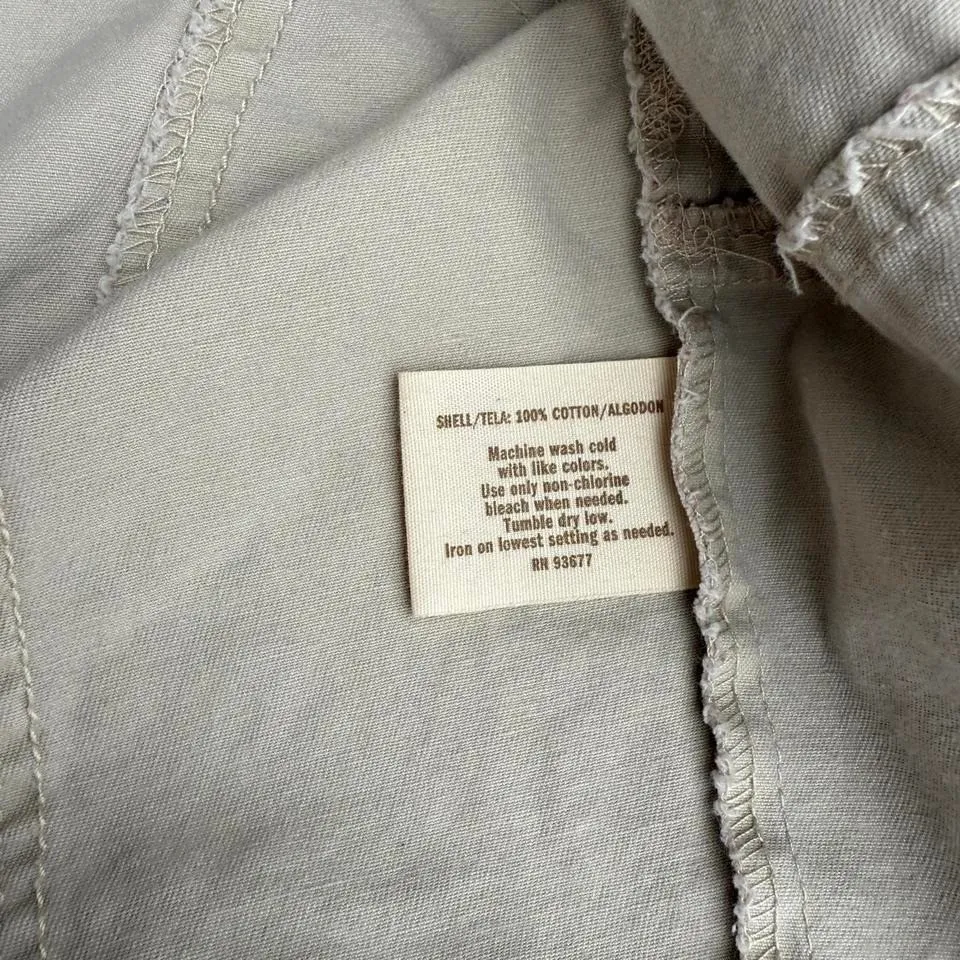 SHELL/TELA: 100% COTTON/ALGODON
Machine wash cold
with like colors.
Use only non-chlorine
bleach when needed.
Tumble dry low.
Iron on lowest setting as needed.
RN 93677